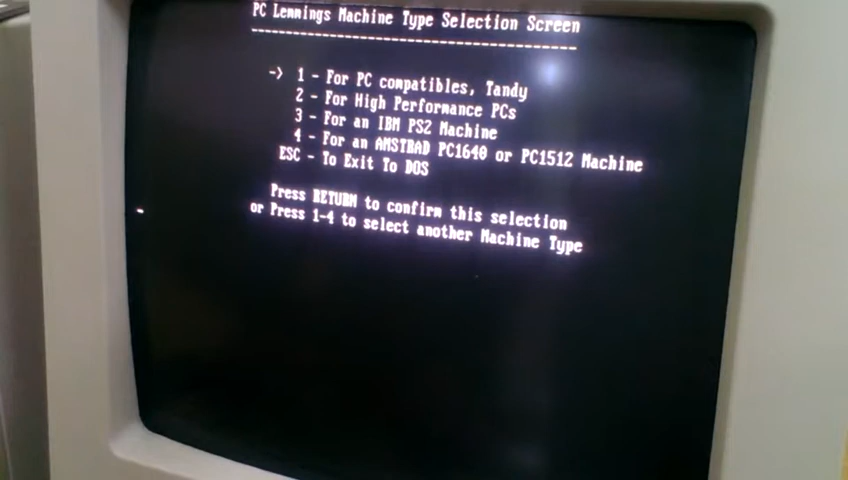 PC Lemmings Machine Type Selection Screen
----------------------------------------
-> 1 - For PC compatibles, Tandy
2 - For High Performance PCs
3 - For an IBM PS2 Machine
4 - For an AMSTRAD PC1640 or PC1512 Machine
ESC - To Exit To DOS
Press RETURN to confirm this selection
or Press 1-4 to select another Machine Type